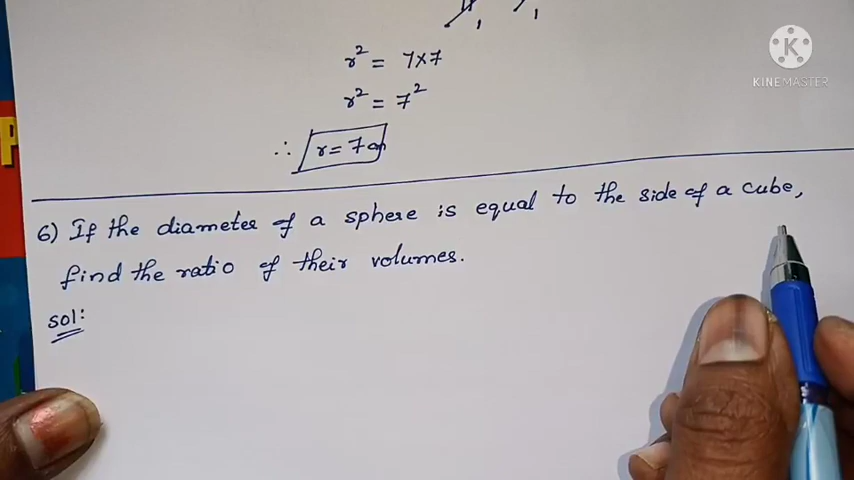 r² = 7×7
r² = 7²
∴ r = 7cm
6) If the diameter of a sphere is equal to the side of a cube,
find the ratio of their volumes.
sol:
K
KINEMASTER